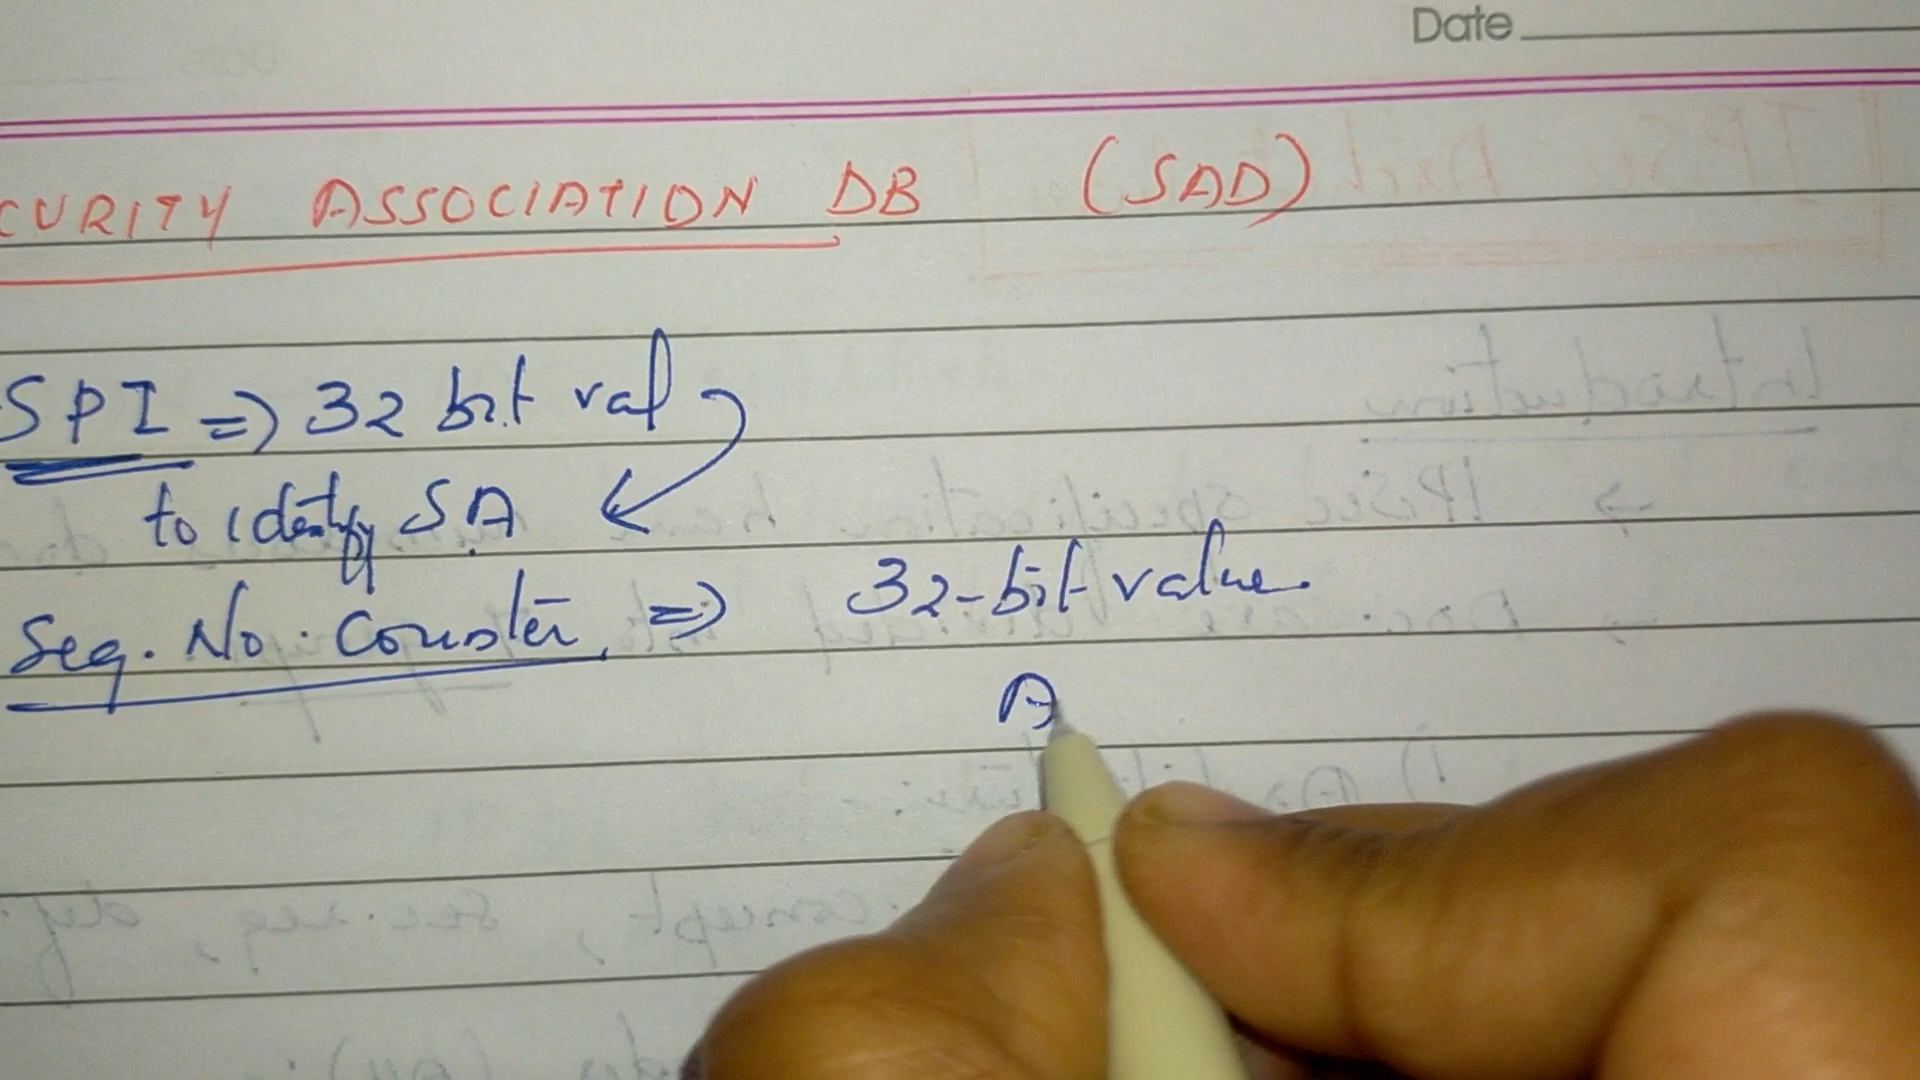 Date
CURITY ASSOCIATION DB (SAD)
SPI => 32 bit val
to identify SA
Seq. No. Counter => 32-bit value.
A